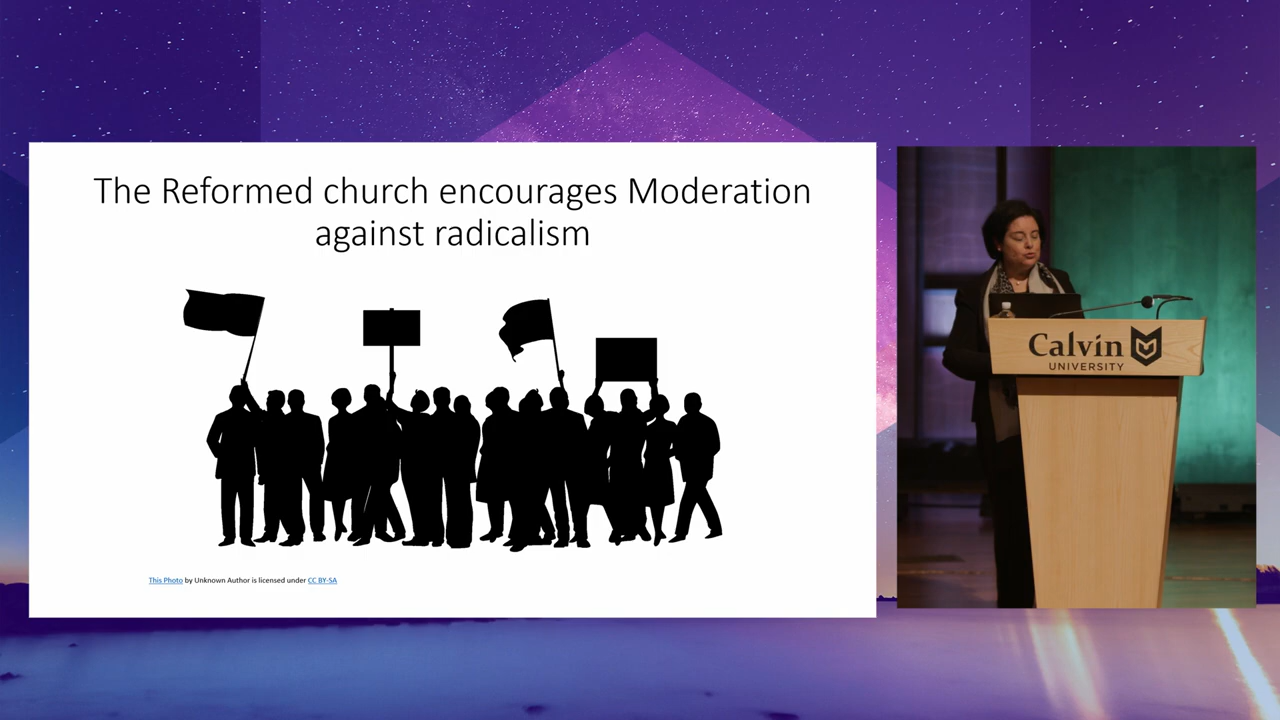 The Reformed church encourages Moderation
against radicalism
This Photo by Unknown Author is licensed under CC BY-SA
Calvin
UNIVERSITY